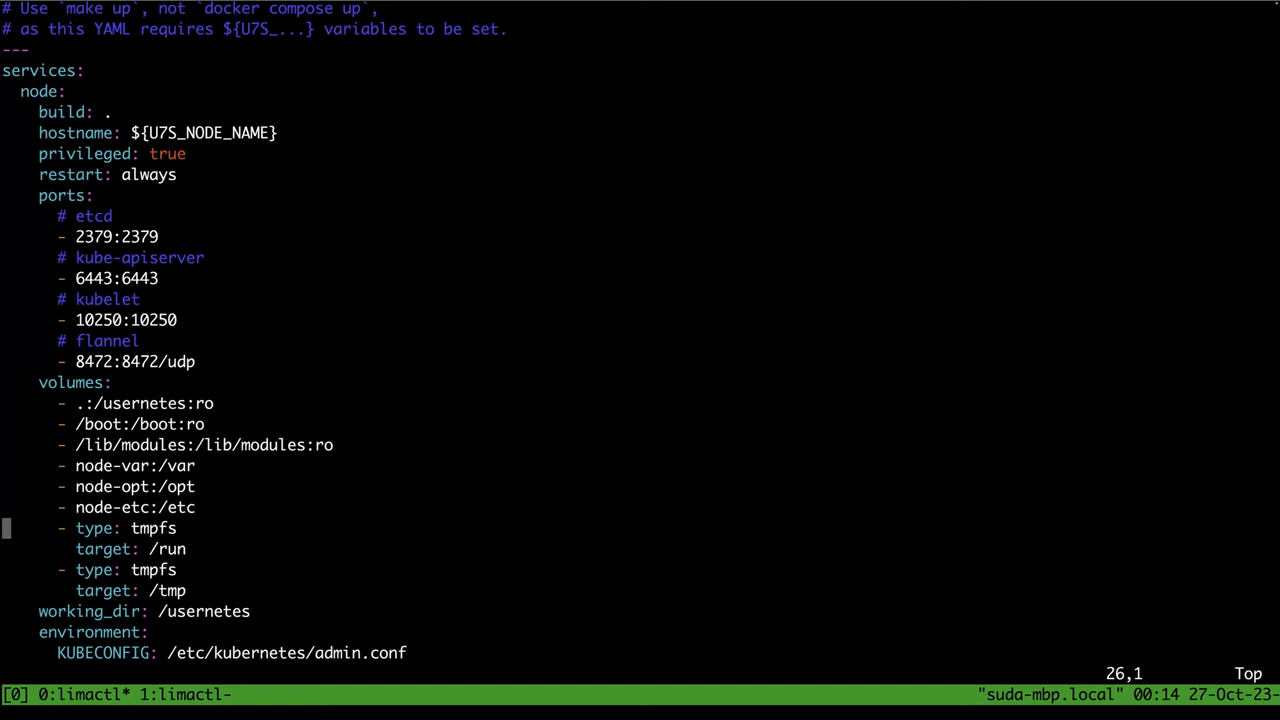 # Use `make up`, not `docker compose up`,
# as this YAML requires ${U7S_...} variables to be set.
---
services:
  node:
    build: .
    hostname: ${U7S_NODE_NAME}
    privileged: true
    restart: always
    ports:
      # etcd
      - 2379:2379
      # kube-apiserver
      - 6443:6443
      # kubelet
      - 10250:10250
      # flannel
      - 8472:8472/udp
    volumes:
      - .:/usernetes:ro
      - /boot:/boot:ro
      - /lib/modules:/lib/modules:ro
      - node-var:/var
      - node-opt:/opt
      - node-etc:/etc
      - type: tmpfs
        target: /run
      - type: tmpfs
        target: /tmp
    working_dir: /usernetes
    environment:
      KUBECONFIG: /etc/kubernetes/admin.conf
26,1 Top
[0] 0:limactl* 1:limactl- "suda-mbp.local" 00:14 27-Oct-23-